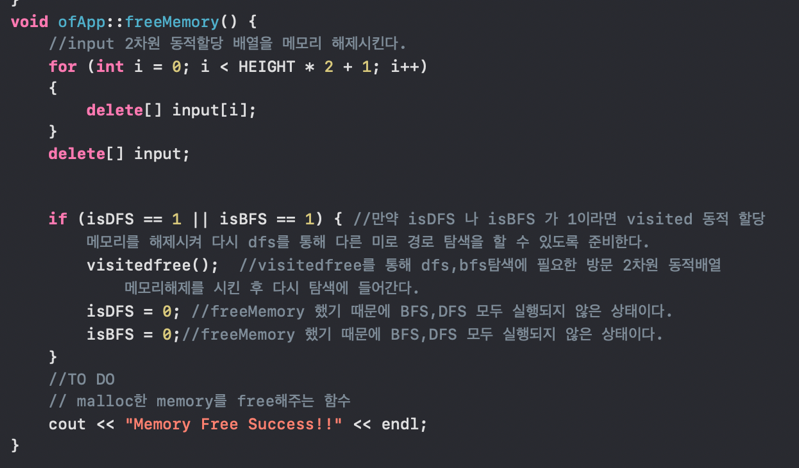 }
void ofApp::freeMemory() {
//input 2차원 동적할당 배열을 메모리 해제시킨다.
for (int i = 0; i < HEIGHT * 2 + 1; i++)
{
delete[] input[i];
}
delete[] input;
if (isDFS == 1 || isBFS == 1) { //만약 isDFS 나 isBFS 가 1이라면 visited 동적 할당
메모리를 해제시켜 다시 dfs를 통해 다른 미로 경로 탐색을 할 수 있도록 준비한다.
visitedfree();  //visitedfree를 통해 dfs,bfs탐색에 필요한 방문 2차원 동적배열
메모리해제를 시킨 후 다시 탐색에 들어간다.
isDFS = 0; //freeMemory 했기 때문에 BFS,DFS 모두 실행되지 않은 상태이다.
isBFS = 0;//freeMemory 했기 때문에 BFS,DFS 모두 실행되지 않은 상태이다.
}
//TO DO
// malloc한 memory를 free해주는 함수
cout << "Memory Free Success!!" << endl;
}